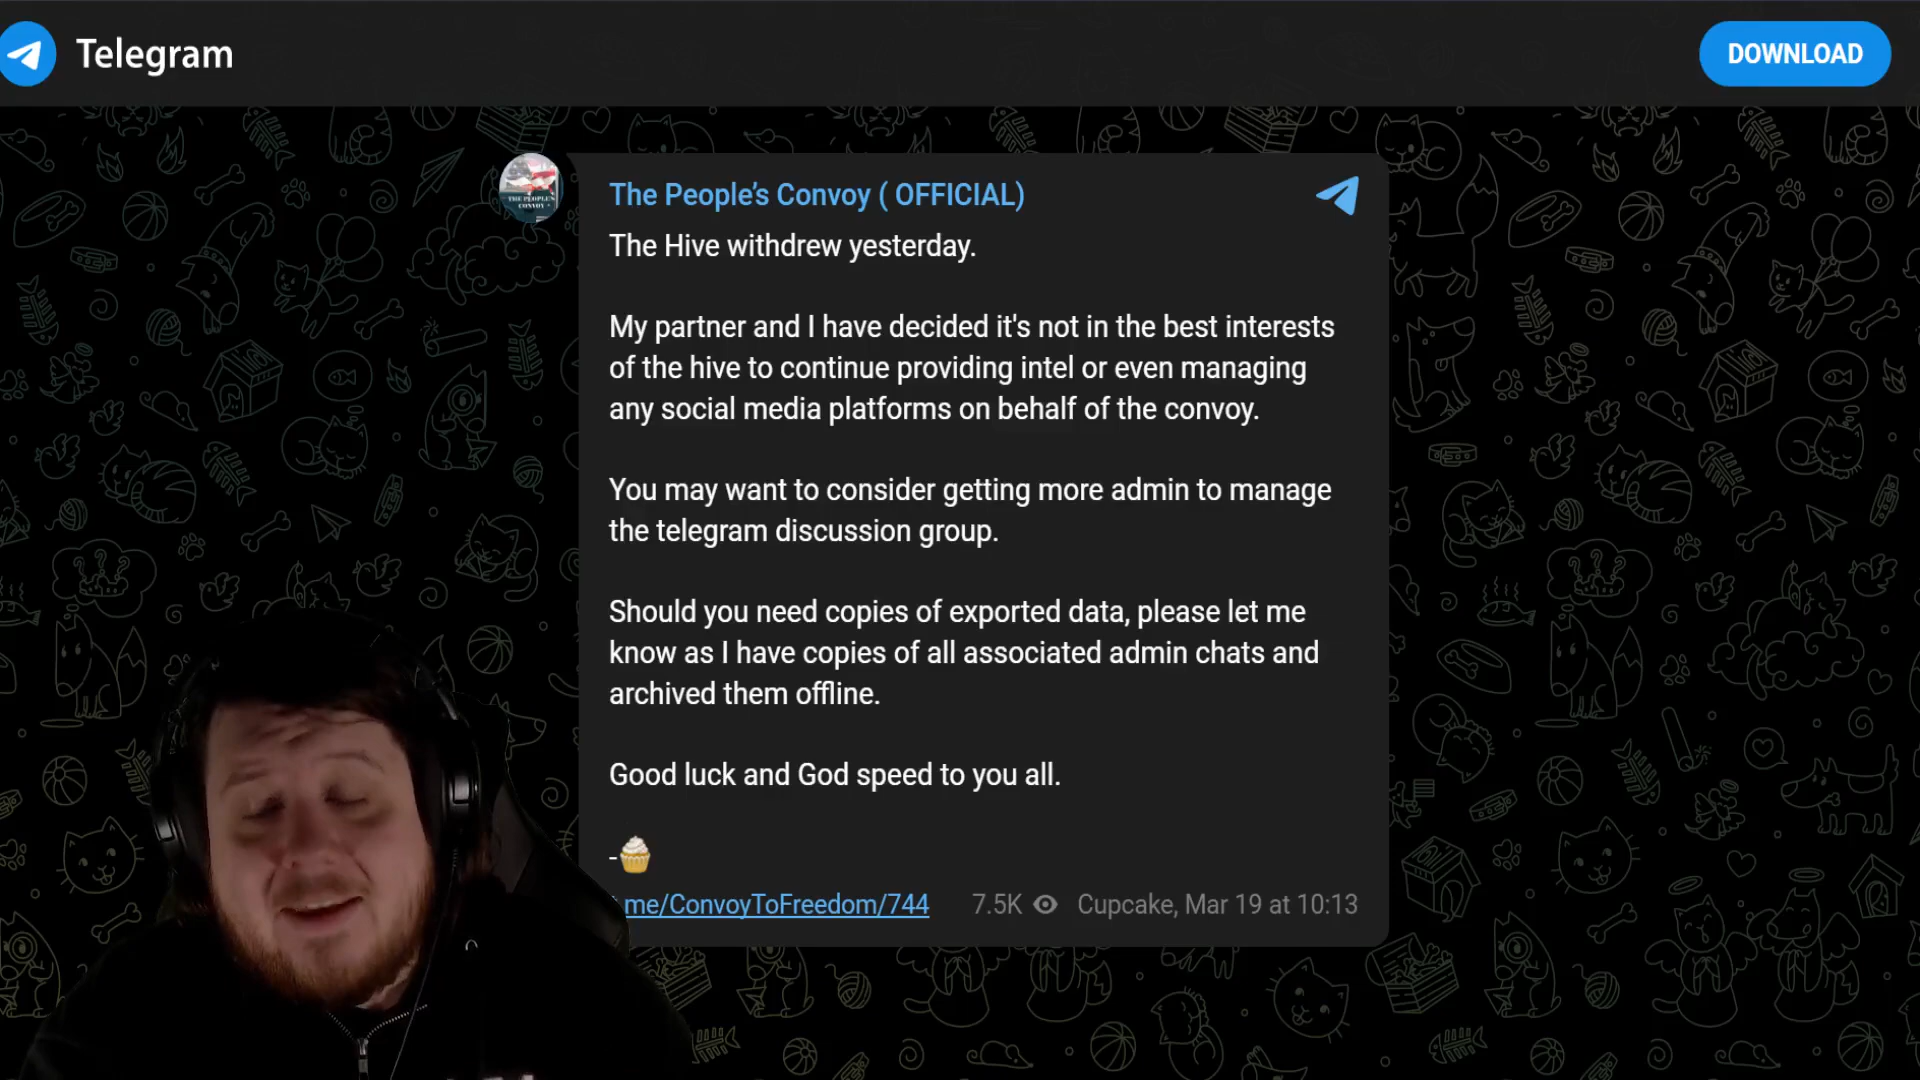 Telegram
DOWNLOAD
THE PEOPLE'S
CONVOY
The People's Convoy ( OFFICIAL)
The Hive withdrew yesterday.
My partner and I have decided it's not in the best interests
of the hive to continue providing intel or even managing
any social media platforms on behalf of the convoy.
You may want to consider getting more admin to manage
the telegram discussion group.
Should you need copies of exported data, please let me
know as I have copies of all associated admin chats and
archived them offline.
Good luck and God speed to you all.
-🧁
.me/ConvoyToFreedom/744 7.5K Cupcake, Mar 19 at 10:13